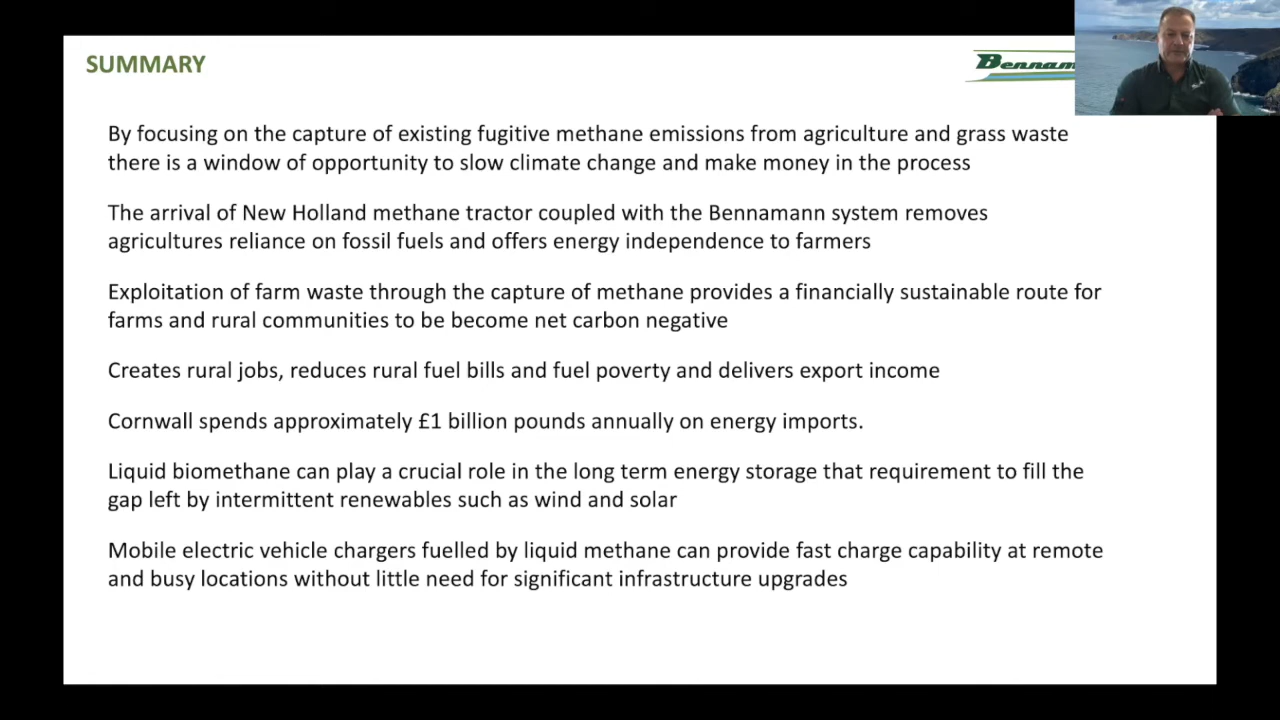 SUMMARY
Bennam
By focusing on the capture of existing fugitive methane emissions from agriculture and grass waste
there is a window of opportunity to slow climate change and make money in the process
The arrival of New Holland methane tractor coupled with the Bennamann system removes
agricultures reliance on fossil fuels and offers energy independence to farmers
Exploitation of farm waste through the capture of methane provides a financially sustainable route for
farms and rural communities to be become net carbon negative
Creates rural jobs, reduces rural fuel bills and fuel poverty and delivers export income
Cornwall spends approximately £1 billion pounds annually on energy imports.
Liquid biomethane can play a crucial role in the long term energy storage that requirement to fill the
gap left by intermittent renewables such as wind and solar
Mobile electric vehicle chargers fuelled by liquid methane can provide fast charge capability at remote
and busy locations without little need for significant infrastructure upgrades